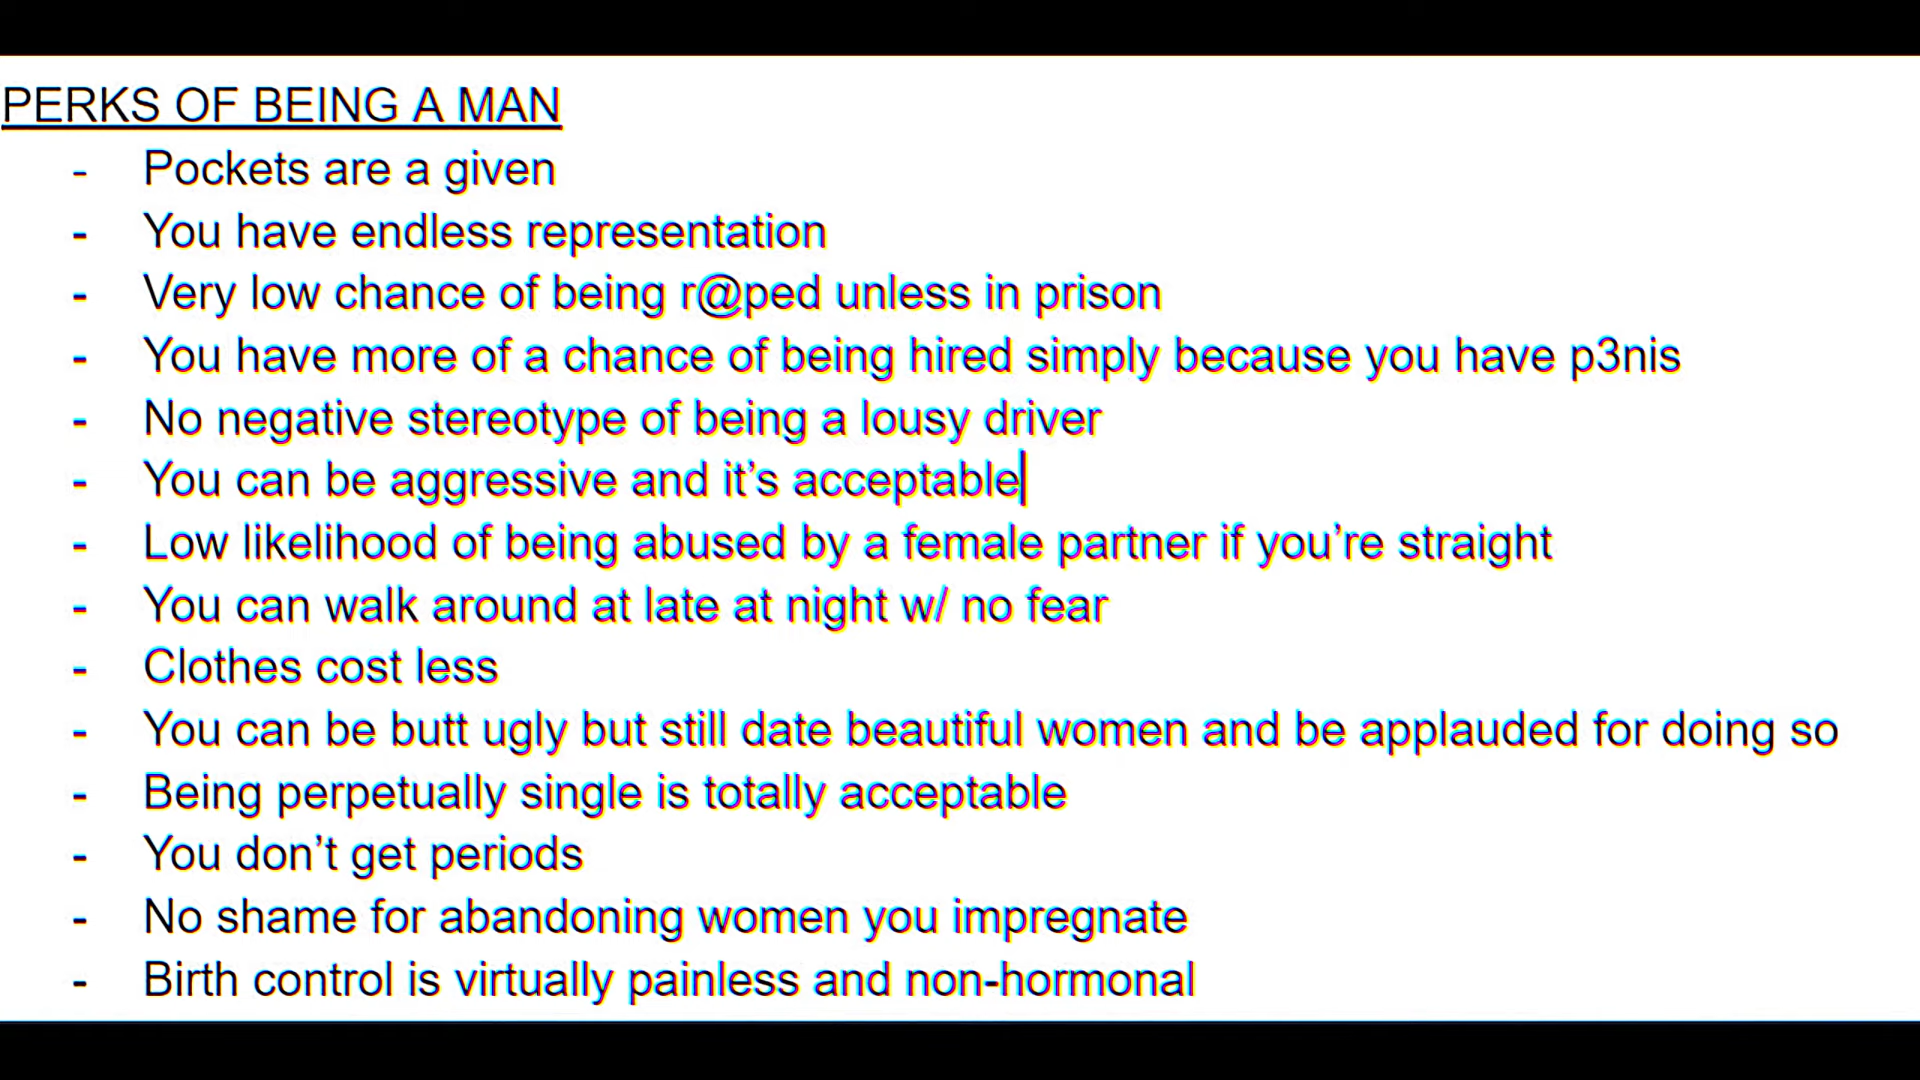 PERKS OF BEING A MAN
- Pockets are a given
- You have endless representation
- Very low chance of being r@ped unless in prison
- You have more of a chance of being hired simply because you have p3nis
- No negative stereotype of being a lousy driver
- You can be aggressive and it’s acceptable
- Low likelihood of being abused by a female partner if you’re straight
- You can walk around at late at night w/ no fear
- Clothes cost less
- You can be butt ugly but still date beautiful women and be applauded for doing so
- Being perpetually single is totally acceptable
- You don’t get periods
- No shame for abandoning women you impregnate
- Birth control is virtually painless and non-hormonal